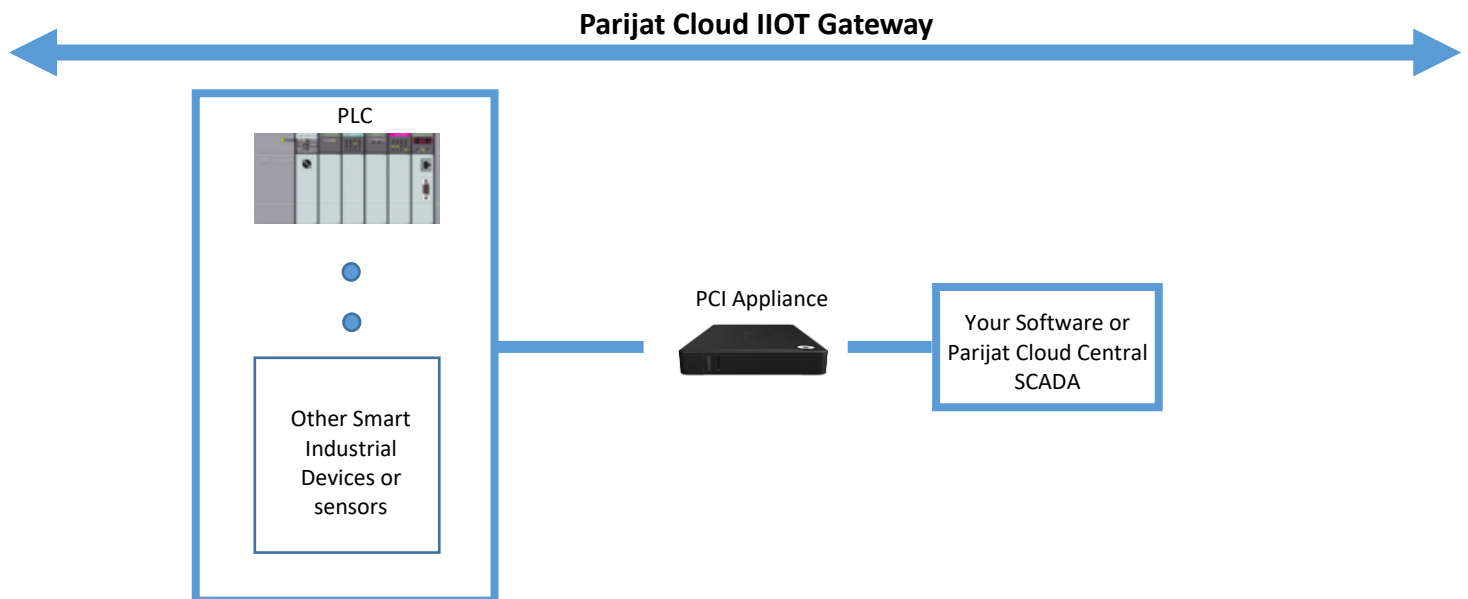 Parijat Cloud IIOT Gateway
PLC
PCI Appliance
Your Software or
Parijat Cloud Central
SCADA
Other Smart
Industrial
Devices or
sensors